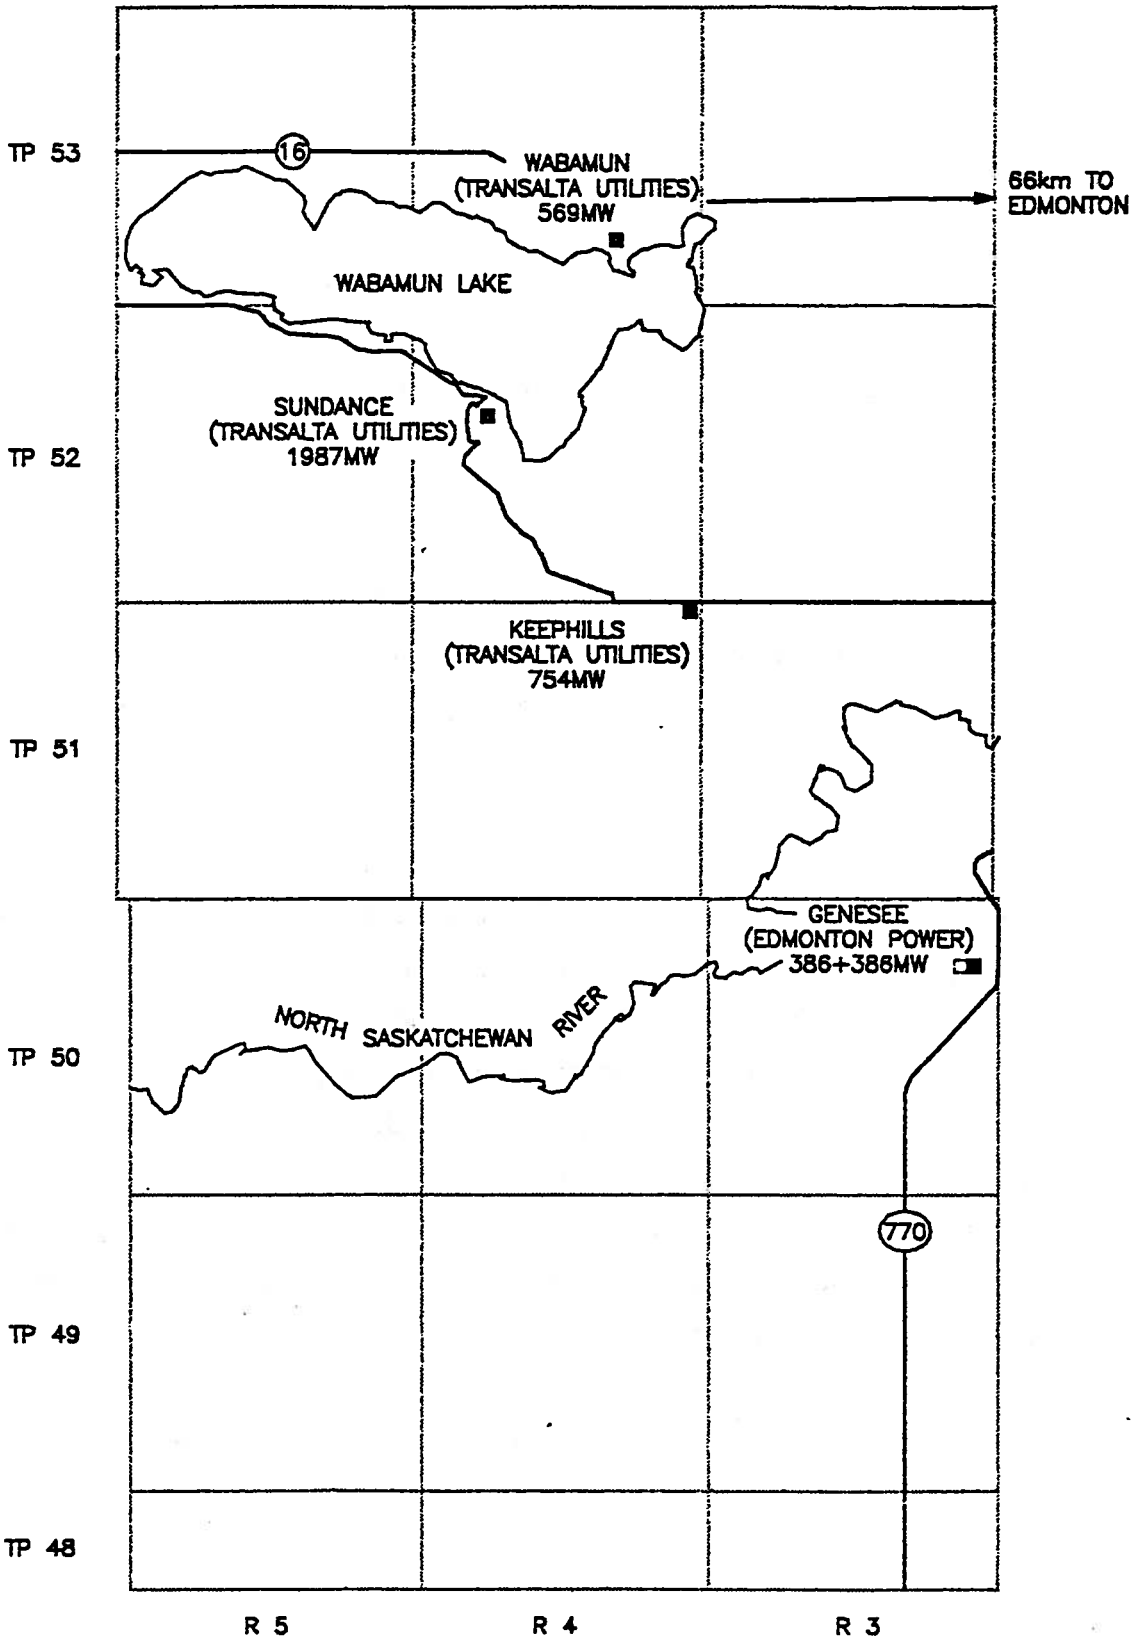 TP 53
16
WABAMUN
(TRANSALTA UTILITIES)
569MW
66km TO
EDMONTON
WABAMUN LAKE
SUNDANCE
(TRANSALTA UTILITIES)
1987MW
TP 52
KEEPHILLS
(TRANSALTA UTILITIES)
754MW
TP 51
GENESEE
(EDMONTON POWER)
386+386MW
NORTH SASKATCHEWAN RIVER
TP 50
770
TP 49
TP 48
R 5 R 4 R 3